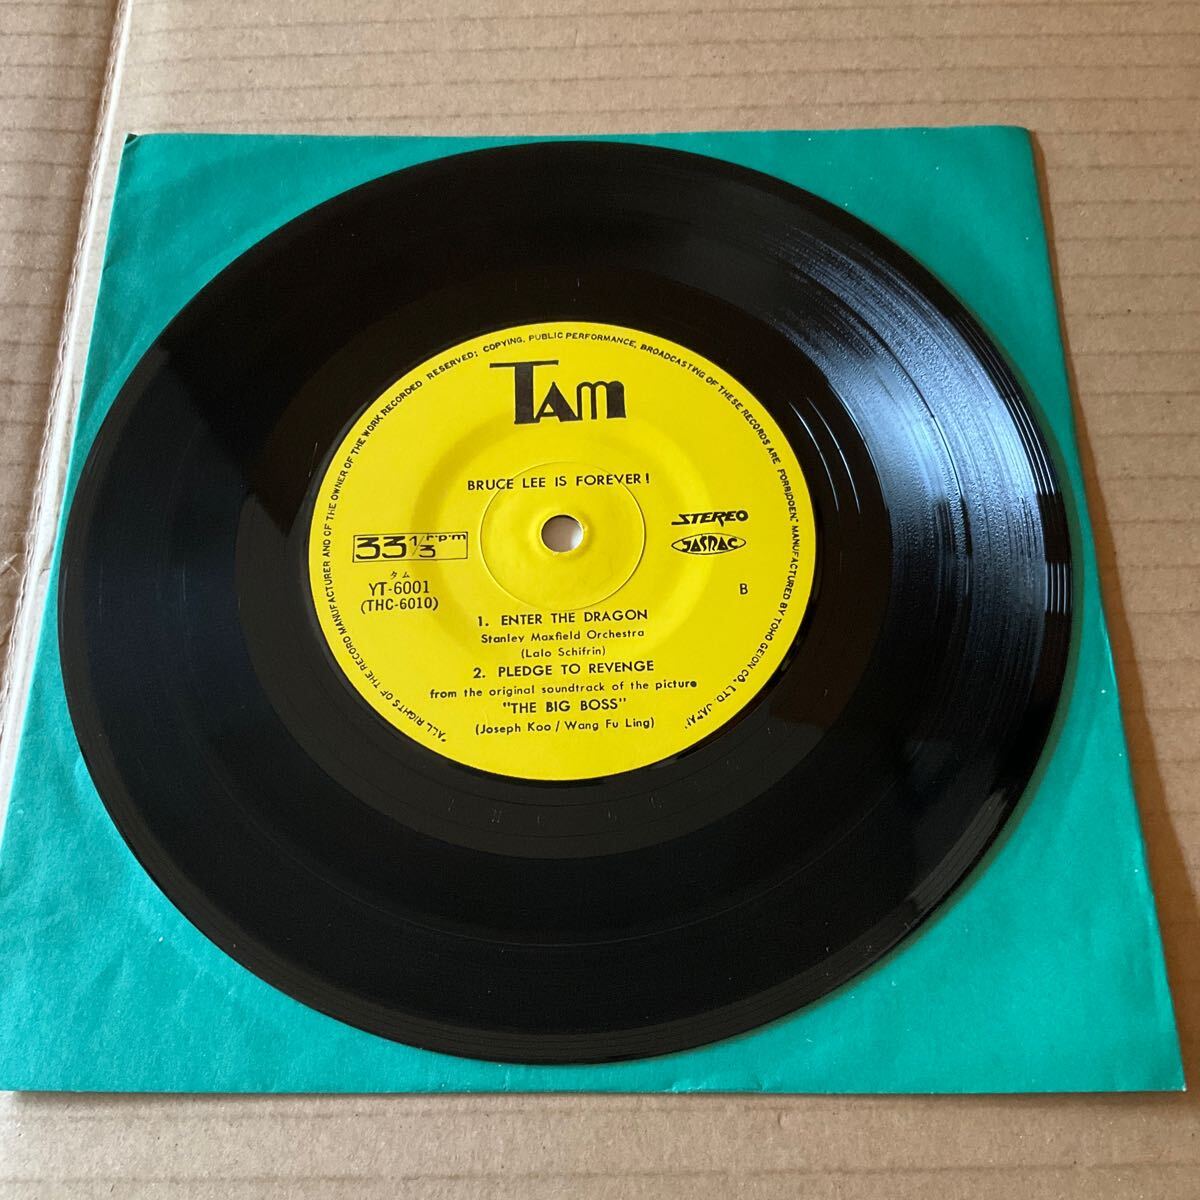 "ALL RIGHTS OF THE RECORD MANUFACTURER AND OF THE OWNER OF THE WORK RECORDED RESERVED: COPYING, PUBLIC PERFORMANCE, BROADCASTING OF THESE RECORDS ARE FORBIDDEN." MANUFACTURED BY TOHO GEION CO., LTD. JAPAN
TAM
BRUCE LEE IS FOREVER!
33 1/3 r.p.m
STEREO
JASRAC
タム
YT-6001
(THC-6010)
B
1. ENTER THE DRAGON
Stanley Maxfield Orchestra
(Lalo Schifrin)
2. PLEDGE TO REVENGE
from the original soundtrack of the picture
"THE BIG BOSS"
(Joseph Koo / Wang Fu Ling)